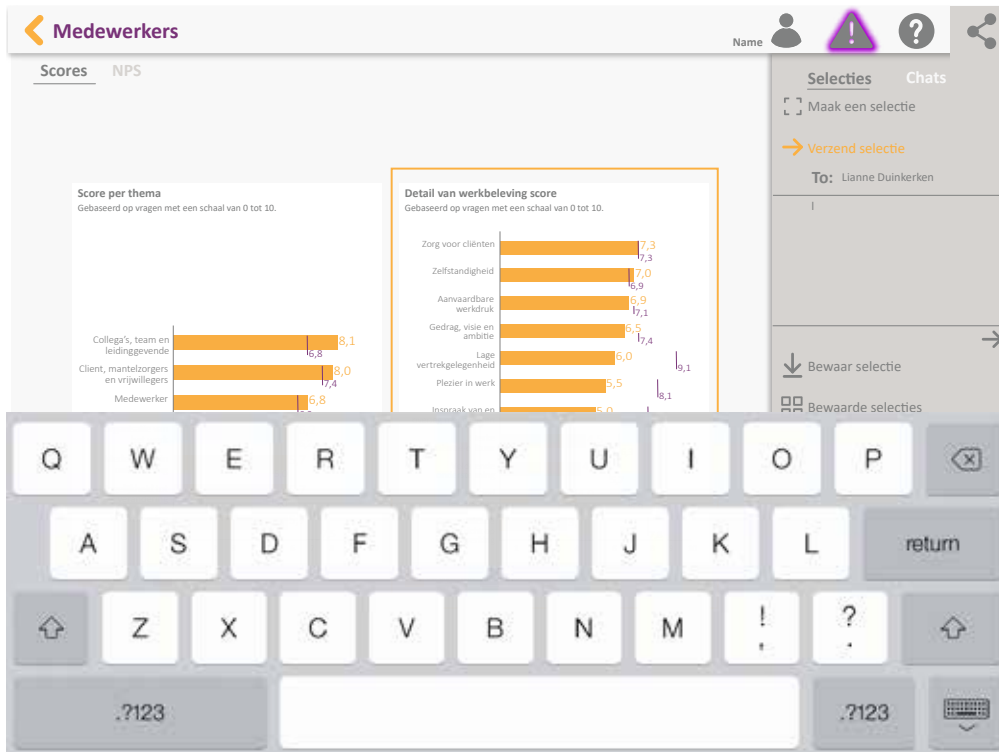 Medewerkers
Name
Scores NPS
Selecties Chats
Maak een selectie
Verzend selectie
To: Lianne Duinkerken
Score per thema
Gebaseerd op vragen met een schaal van 0 tot 10.
Collega's, team en
leidinggevende
8,1
6,8
Client, mantelzorgers
en vrijwillegers
8,0
7,4
Medewerker
6,8
Detail van werkbeleving score
Gebaseerd op vragen met een schaal van 0 tot 10.
Zorg voor cliënten
7,3
7,3
Zelfstandigheid
7,0
6,9
Aanvaardbare
werkdruk
6,9
7,1
Gedrag, visie en
ambitie
6,5
7,4
Lage
vertrekgelegenheid
6,0
9,1
Plezier in werk
5,5
8,1
Inspraak van en
5,0
Bewaar selectie
Bewaarde selecties
Q W E R T Y U I O P
A S D F G H J K L return
Z X C V B N M ! , ? .
.?123 .?123